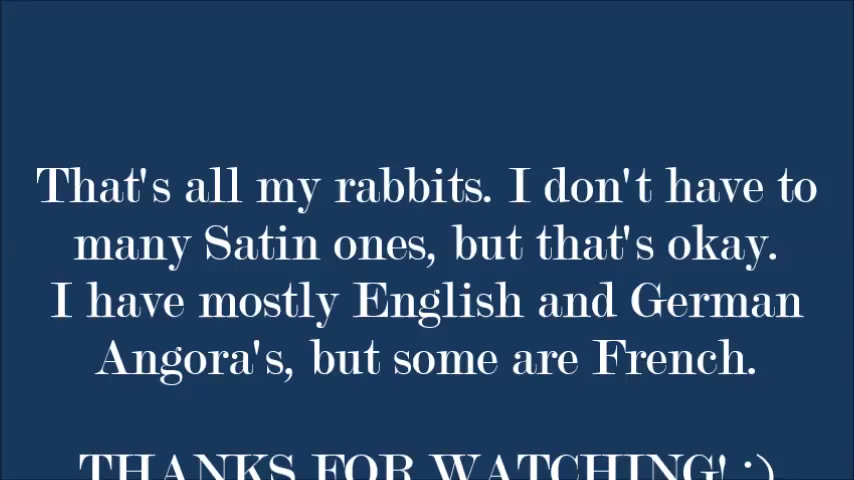 That's all my rabbits. I don't have to
many Satin ones, but that's okay.
I have mostly English and German
Angora's, but some are French.
THANKS FOR WATCHING! :)